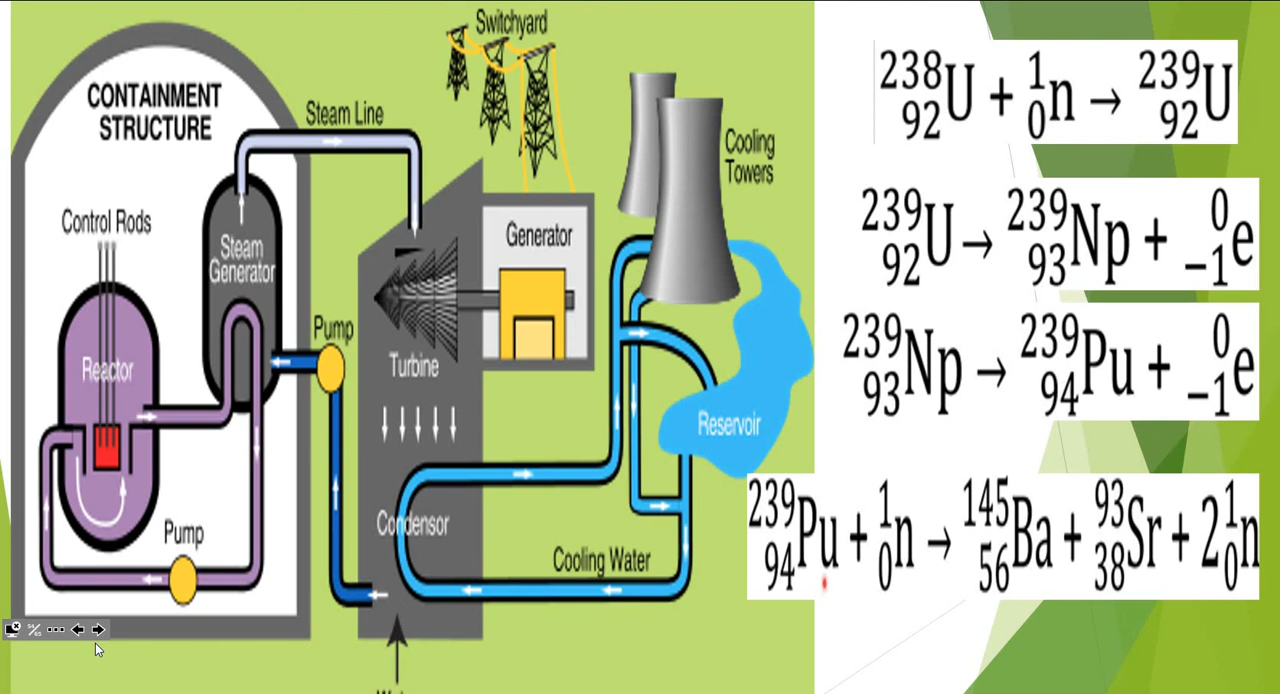 CONTAINMENT
STRUCTURE
Control Rods
Reactor
Steam
Generator
Pump
Steam Line
Pump
Turbine
Condensor
Switchyard
Generator
Cooling
Towers
Reservoir
Cooling Water
²³⁸₉₂U + ¹₀n → ²³⁹₉₂U
²³⁹₉₂U → ²³⁹₉₃Np + ⁰₋₁e
²³⁹₉₃Np → ²³⁹₉₄Pu + ⁰₋₁e
²³⁹₉₄Pu + ¹₀n → ¹⁴⁵₅₆Ba + ⁹³₃₈Sr + 2¹₀n